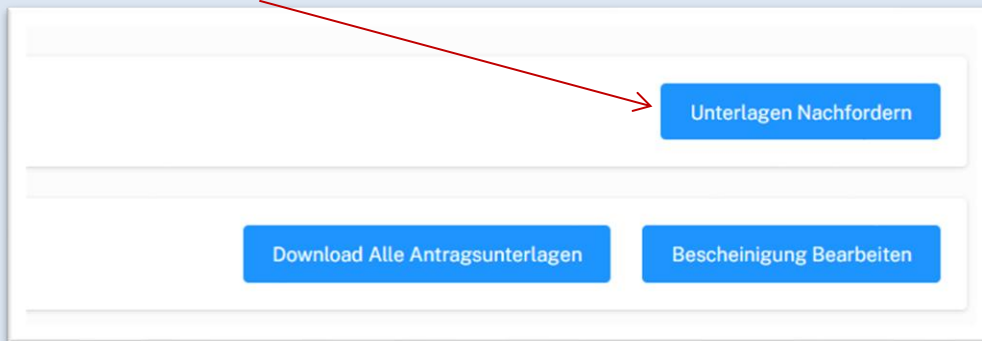 Unterlagen Nachfordern
Download Alle Antragsunterlagen
Bescheinigung Bearbeiten